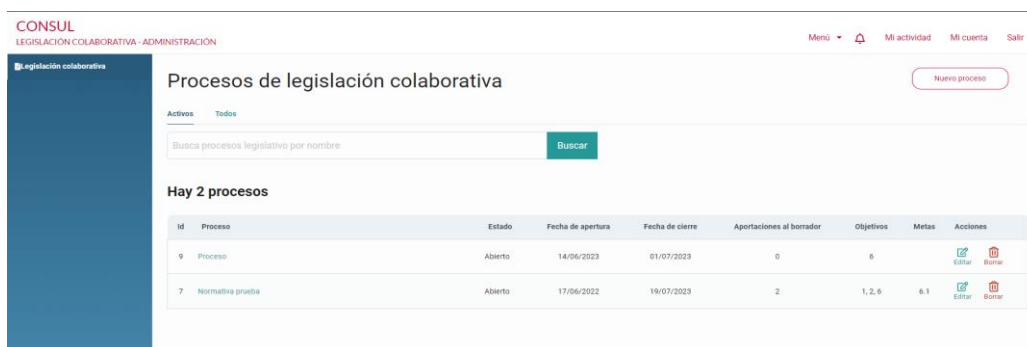 CONSUL
LEGISLACIÓN COLABORATIVA - ADMINISTRACIÓN
Menú Mi actividad Mi cuenta Salir
Legislación colaborativa
Procesos de legislación colaborativa
Nuevo proceso
Activos Todos
Busca procesos legislativo por nombre Buscar
Hay 2 procesos
Id Proceso Estado Fecha de apertura Fecha de cierre Aportaciones al borrador Objetivos Metas Acciones
9 Proceso Abierto 14/06/2023 01/07/2023 0 6 Editar Borrar
7 Normativa prueba Abierto 17/06/2022 19/07/2023 2 1, 2, 6 6.1 Editar Borrar